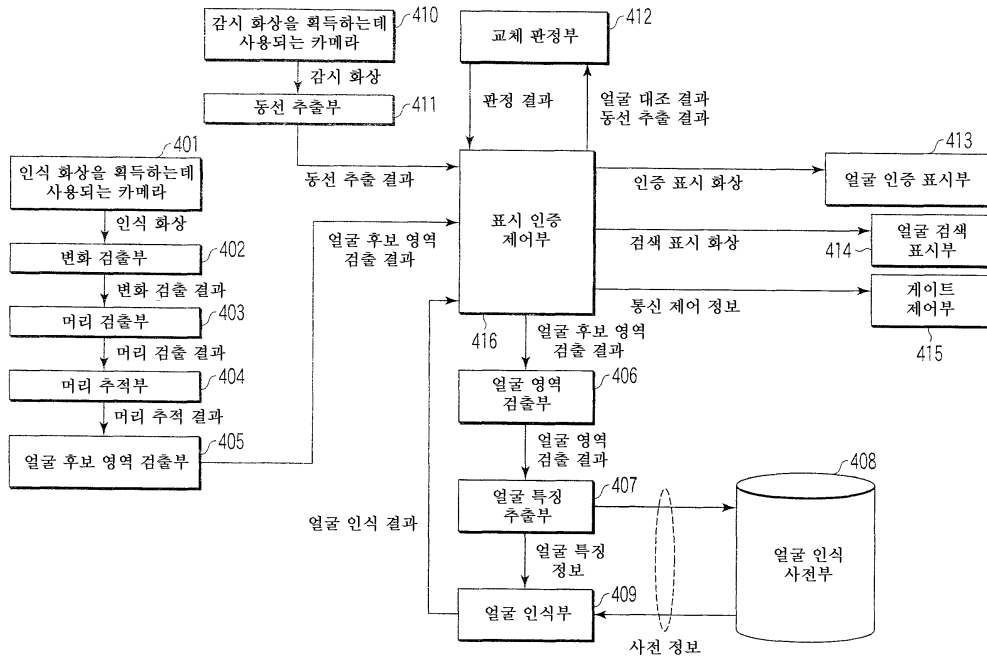 410
감시 화상을 획득하는데
사용되는 카메라
감시 화상
동선 추출부
411
동선 추출 결과
교체 판정부
412
판정 결과
얼굴 대조 결과
동선 추출 결과
401
인식 화상을 획득하는데
사용되는 카메라
인식 화상
변화 검출부
402
변화 검출 결과
머리 검출부
403
머리 검출 결과
머리 추적부
404
머리 추적 결과
얼굴 후보 영역 검출부
405
얼굴 후보 영역
검출 결과
표시 인증
제어부
416
인증 표시 화상
얼굴 인증 표시부
413
검색 표시 화상
얼굴 검색
표시부
414
통신 제어 정보
게이트
제어부
415
얼굴 후보 영역
검출 결과
얼굴 영역
검출부
406
얼굴 영역
검출 결과
얼굴 특징
추출부
407
얼굴 특징
정보
얼굴 인식부
409
얼굴 인식 결과
사전 정보
얼굴 인식
사전부
408